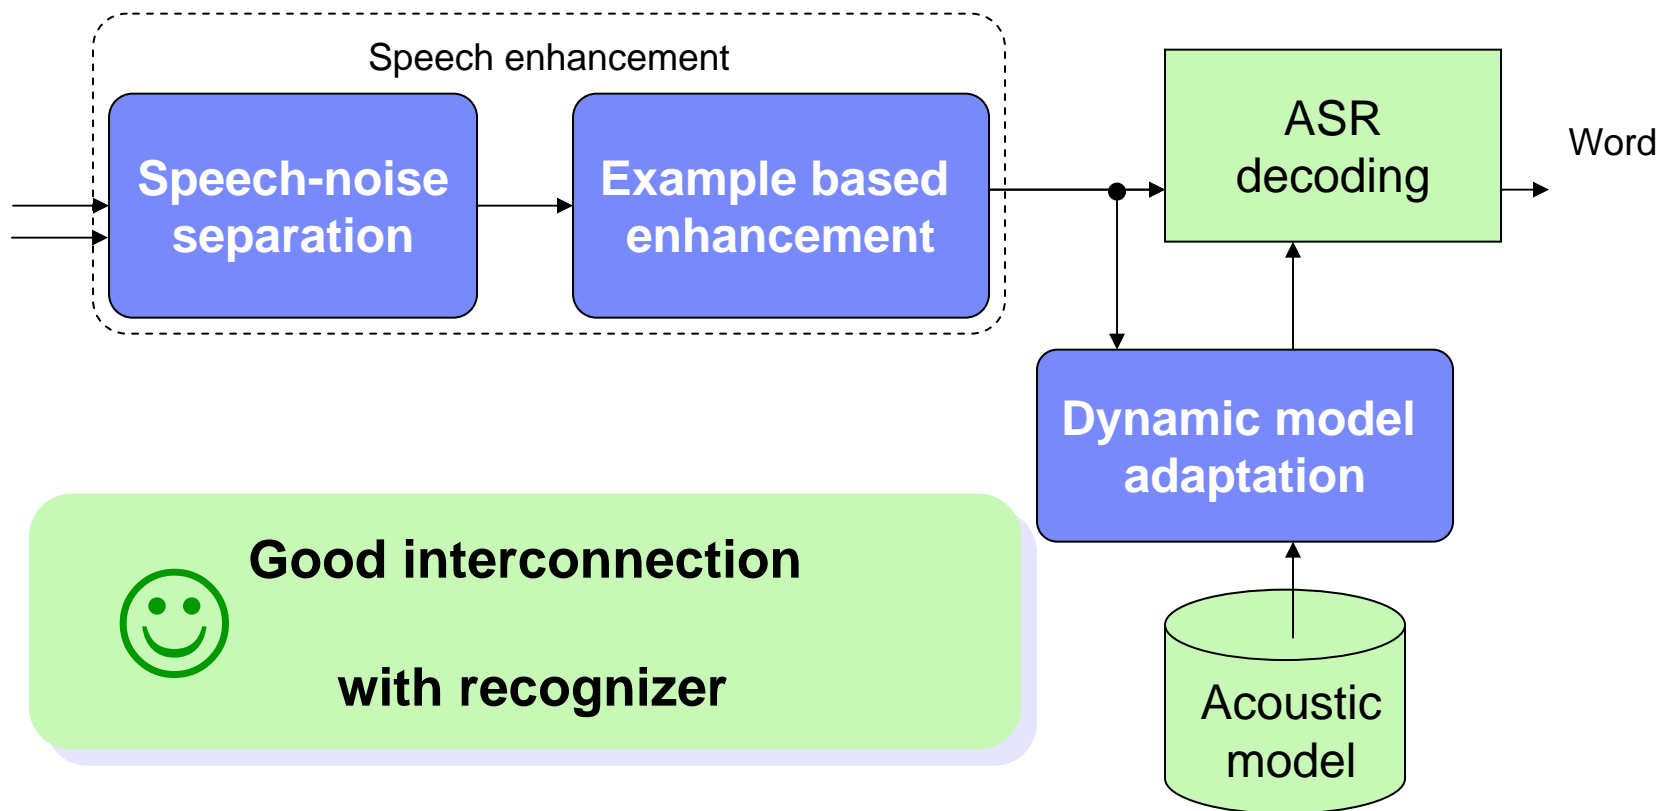 Speech enhancement
Speech-noise
separation
Example based
enhancement
ASR
decoding
Word
Dynamic model
adaptation
Good interconnection
with recognizer
Acoustic
model